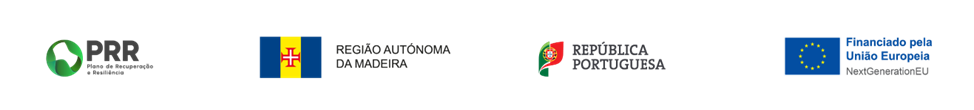 PRR
Plano de Recuperação
e Resiliência
REGIÃO AUTÓNOMA
DA MADEIRA
REPÚBLICA
PORTUGUESA
Financiado pela
União Europeia
NextGenerationEU